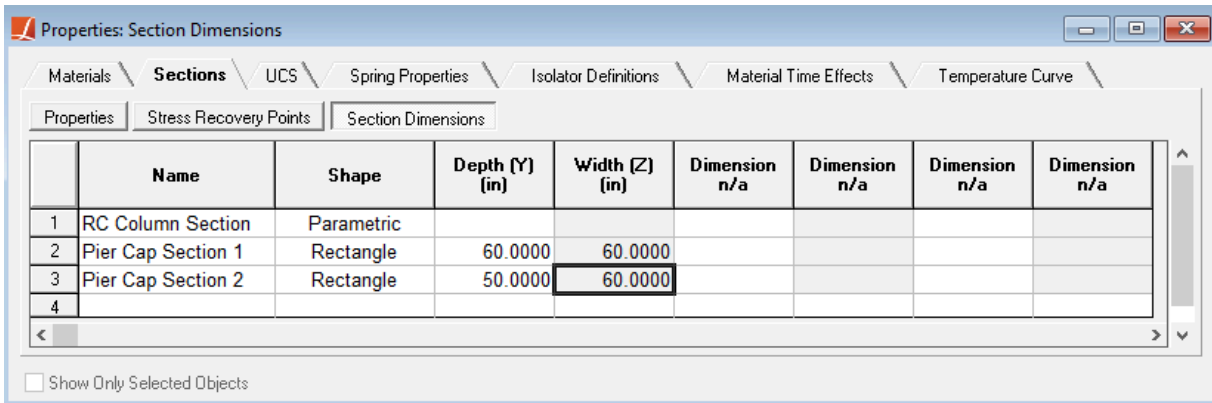 Properties: Section Dimensions
Materials Sections UCS Spring Properties Isolator Definitions Material Time Effects Temperature Curve
Properties Stress Recovery Points Section Dimensions
Name Shape Depth (Y) (in) Width (Z) (in) Dimension n/a Dimension n/a Dimension n/a Dimension n/a
1 RC Column Section Parametric
2 Pier Cap Section 1 Rectangle 60.0000 60.0000
3 Pier Cap Section 2 Rectangle 50.0000 60.0000
4
Show Only Selected Objects